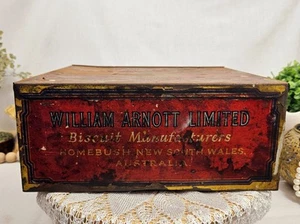 WILLIAM ARNOTT LIMITED
Biscuit Manufacturers
HOMEBUSH, NEW SOUTH WALES,
AUSTRALIA